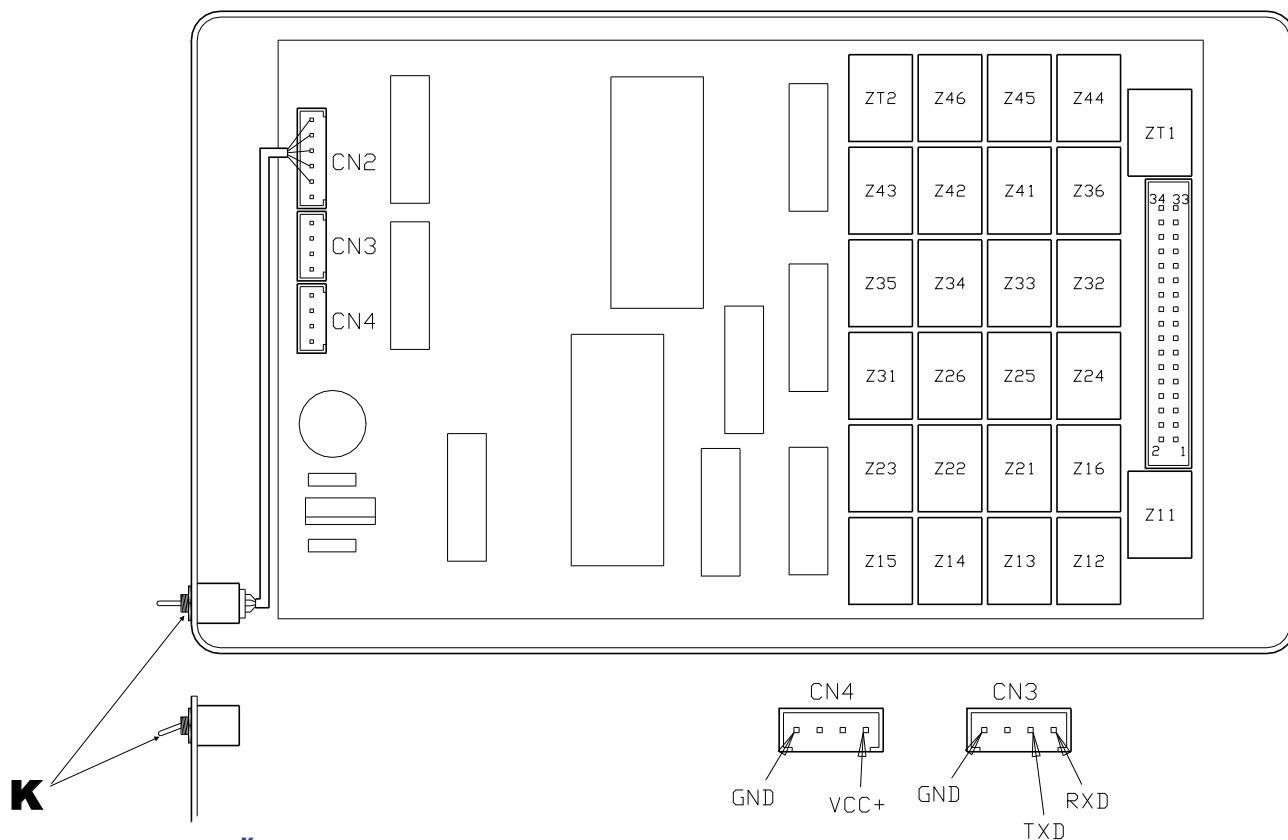 ZT2 Z46 Z45 Z44
ZT1
CN2
Z43 Z42 Z41 Z36
34 33
CN3
Z35 Z34 Z33 Z32
CN4
Z31 Z26 Z25 Z24
2 1
Z23 Z22 Z21 Z16
Z11
Z15 Z14 Z13 Z12
CN4 CN3
K
GND VCC+ GND RXD
TXD
K